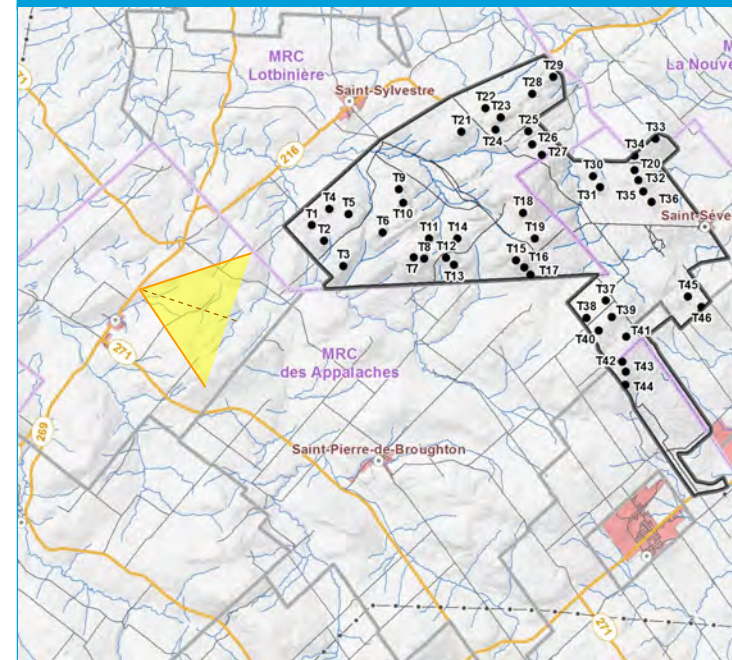 MRC
Lotbinière
M
La Nouve
71
Saint-Sylvestre
216
T29
T28
T22
T23
T21
T24
T25
T26
T27
T33
T34
T20
T30
T32
T31
T35
T36
T9
T10
T4
T5
T1
T2
T3
T6
T11
T14
T12
T7
T8
T13
T18
T19
T15
T16
T17
Saint-Séve
T37
T38
T39
T40
T41
T45
T46
T42
T43
T44
271
MRC
des Appalaches
269
Saint-Pierre-de-Broughton
271